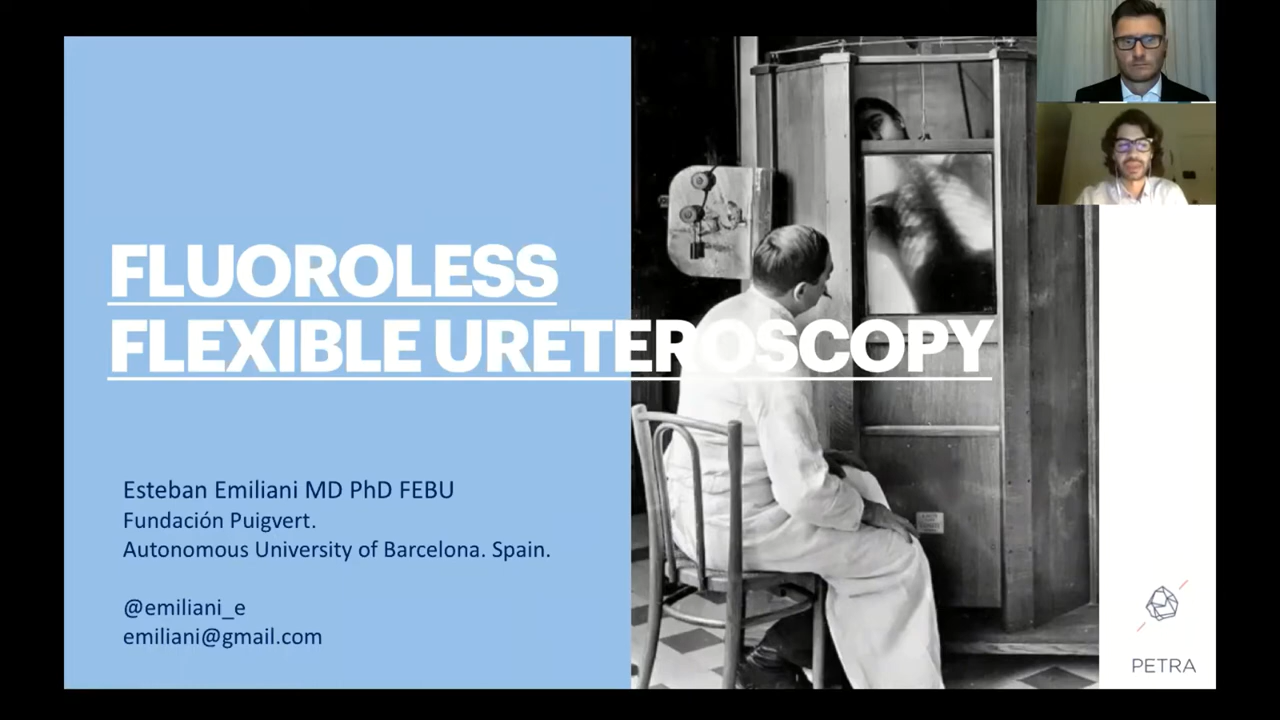 FLUOROLESS
FLEXIBLE URETEROSCOPY
Esteban Emiliani MD PhD FEBU
Fundación Puigvert.
Autonomous University of Barcelona. Spain.
@emiliani_e
emiliani@gmail.com
PETRA